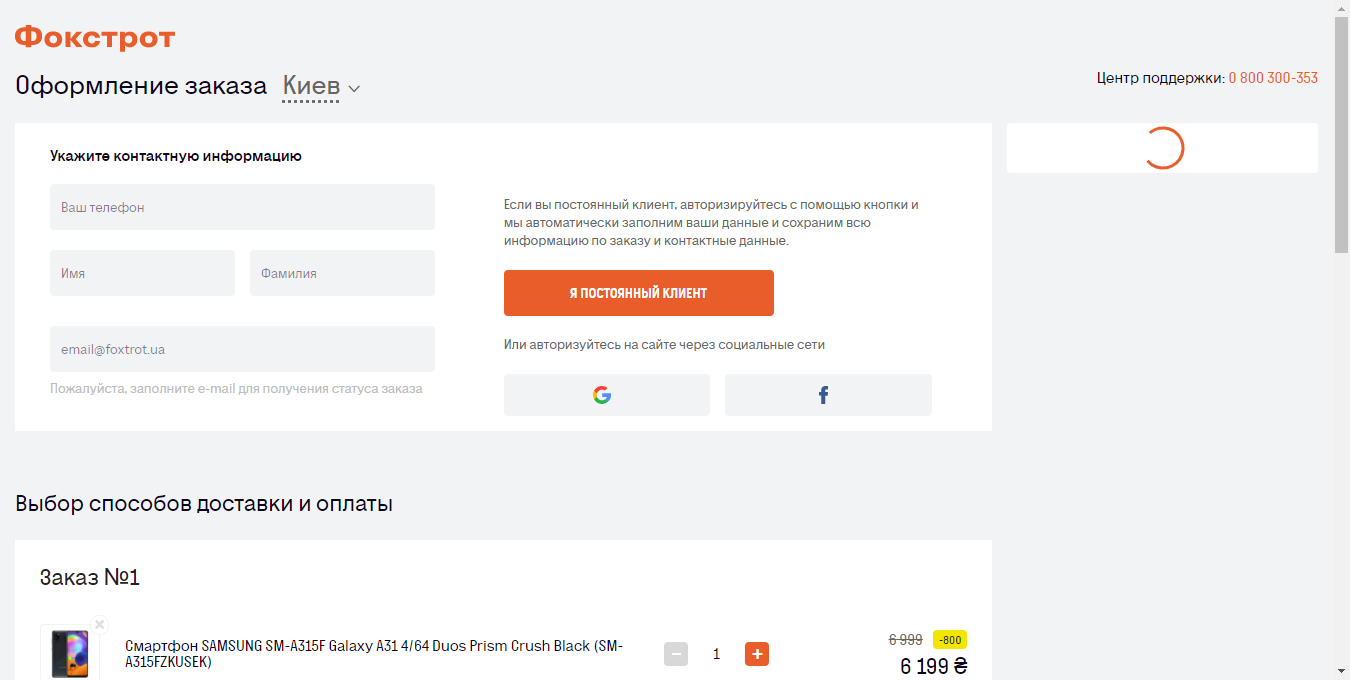 Фокстрот
Оформление заказа Киев
Центр поддержки: 0 800 300-353
Укажите контактную информацию
Ваш телефон
Имя
Фамилия
email@foxtrot.ua
Пожалуйста, заполните e-mail для получения статуса заказа
Если вы постоянный клиент, авторизируйтесь с помощью кнопки и
мы автоматически заполним ваши данные и сохраним всю
информацию по заказу и контактные данные.
Я ПОСТОЯННЫЙ КЛИЕНТ
Или авторизуйтесь на сайте через социальные сети
Выбор способов доставки и оплаты
Заказ №1
Смартфон SAMSUNG SM-A315F Galaxy A31 4/64 Duos Prism Crush Black (SM-
A315FZKUSEK)
1
6 999 -800
6 199 ₴